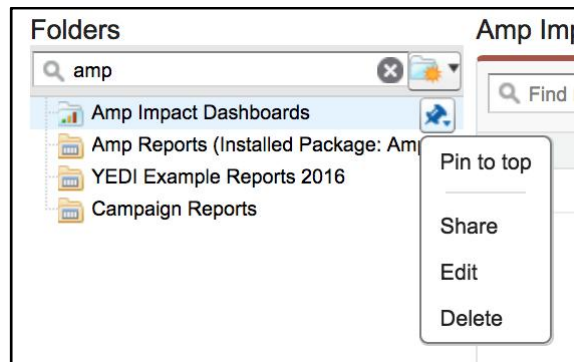 Folders
Amp Imp
amp
Find
Amp Impact Dashboards
Amp Reports (Installed Package: Am
YEDI Example Reports 2016
Campaign Reports
Pin to top
Share
Edit
Delete